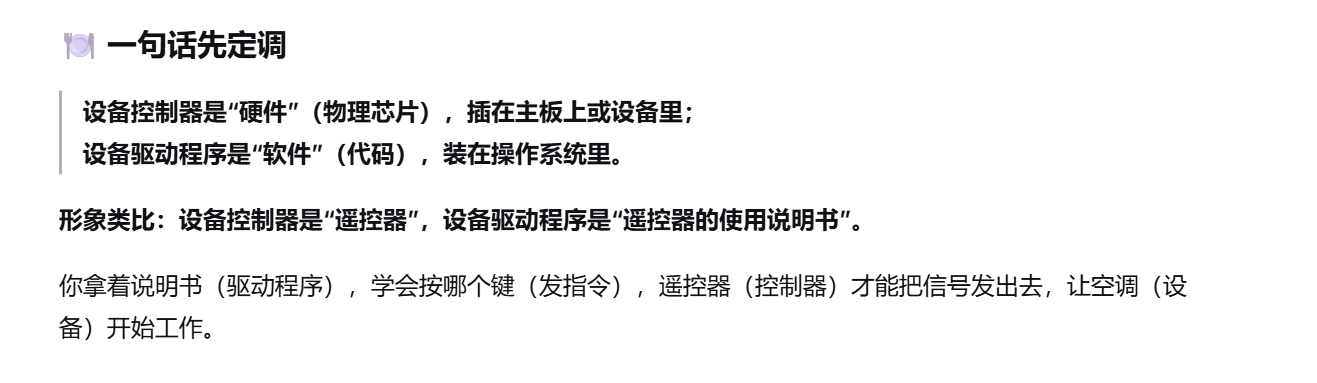 🍽️ 一句话先定调
设备控制器是“硬件”（物理芯片），插在主板上或设备里；
设备驱动程序是“软件”（代码），装在操作系统里。
形象类比：设备控制器是“遥控器”，设备驱动程序是“遥控器的使用说明书”。
你拿着说明书（驱动程序），学会按哪个键（发指令），遥控器（控制器）才能把信号发出去，让空调（设
备）开始工作。